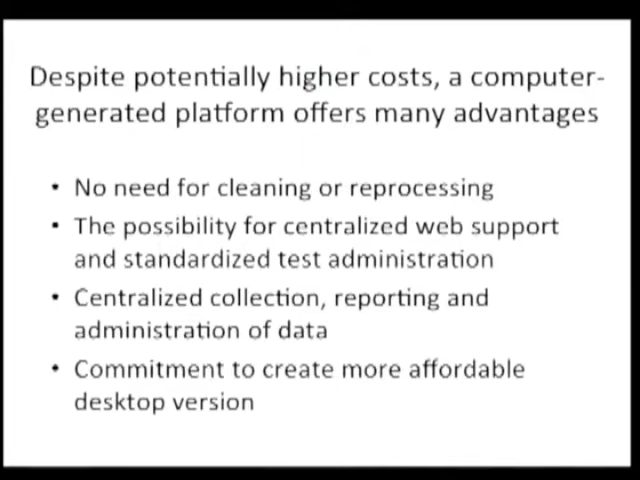 Despite potentially higher costs, a computer-
generated platform offers many advantages
• No need for cleaning or reprocessing
• The possibility for centralized web support
and standardized test administration
• Centralized collection, reporting and
administration of data
• Commitment to create more affordable
desktop version